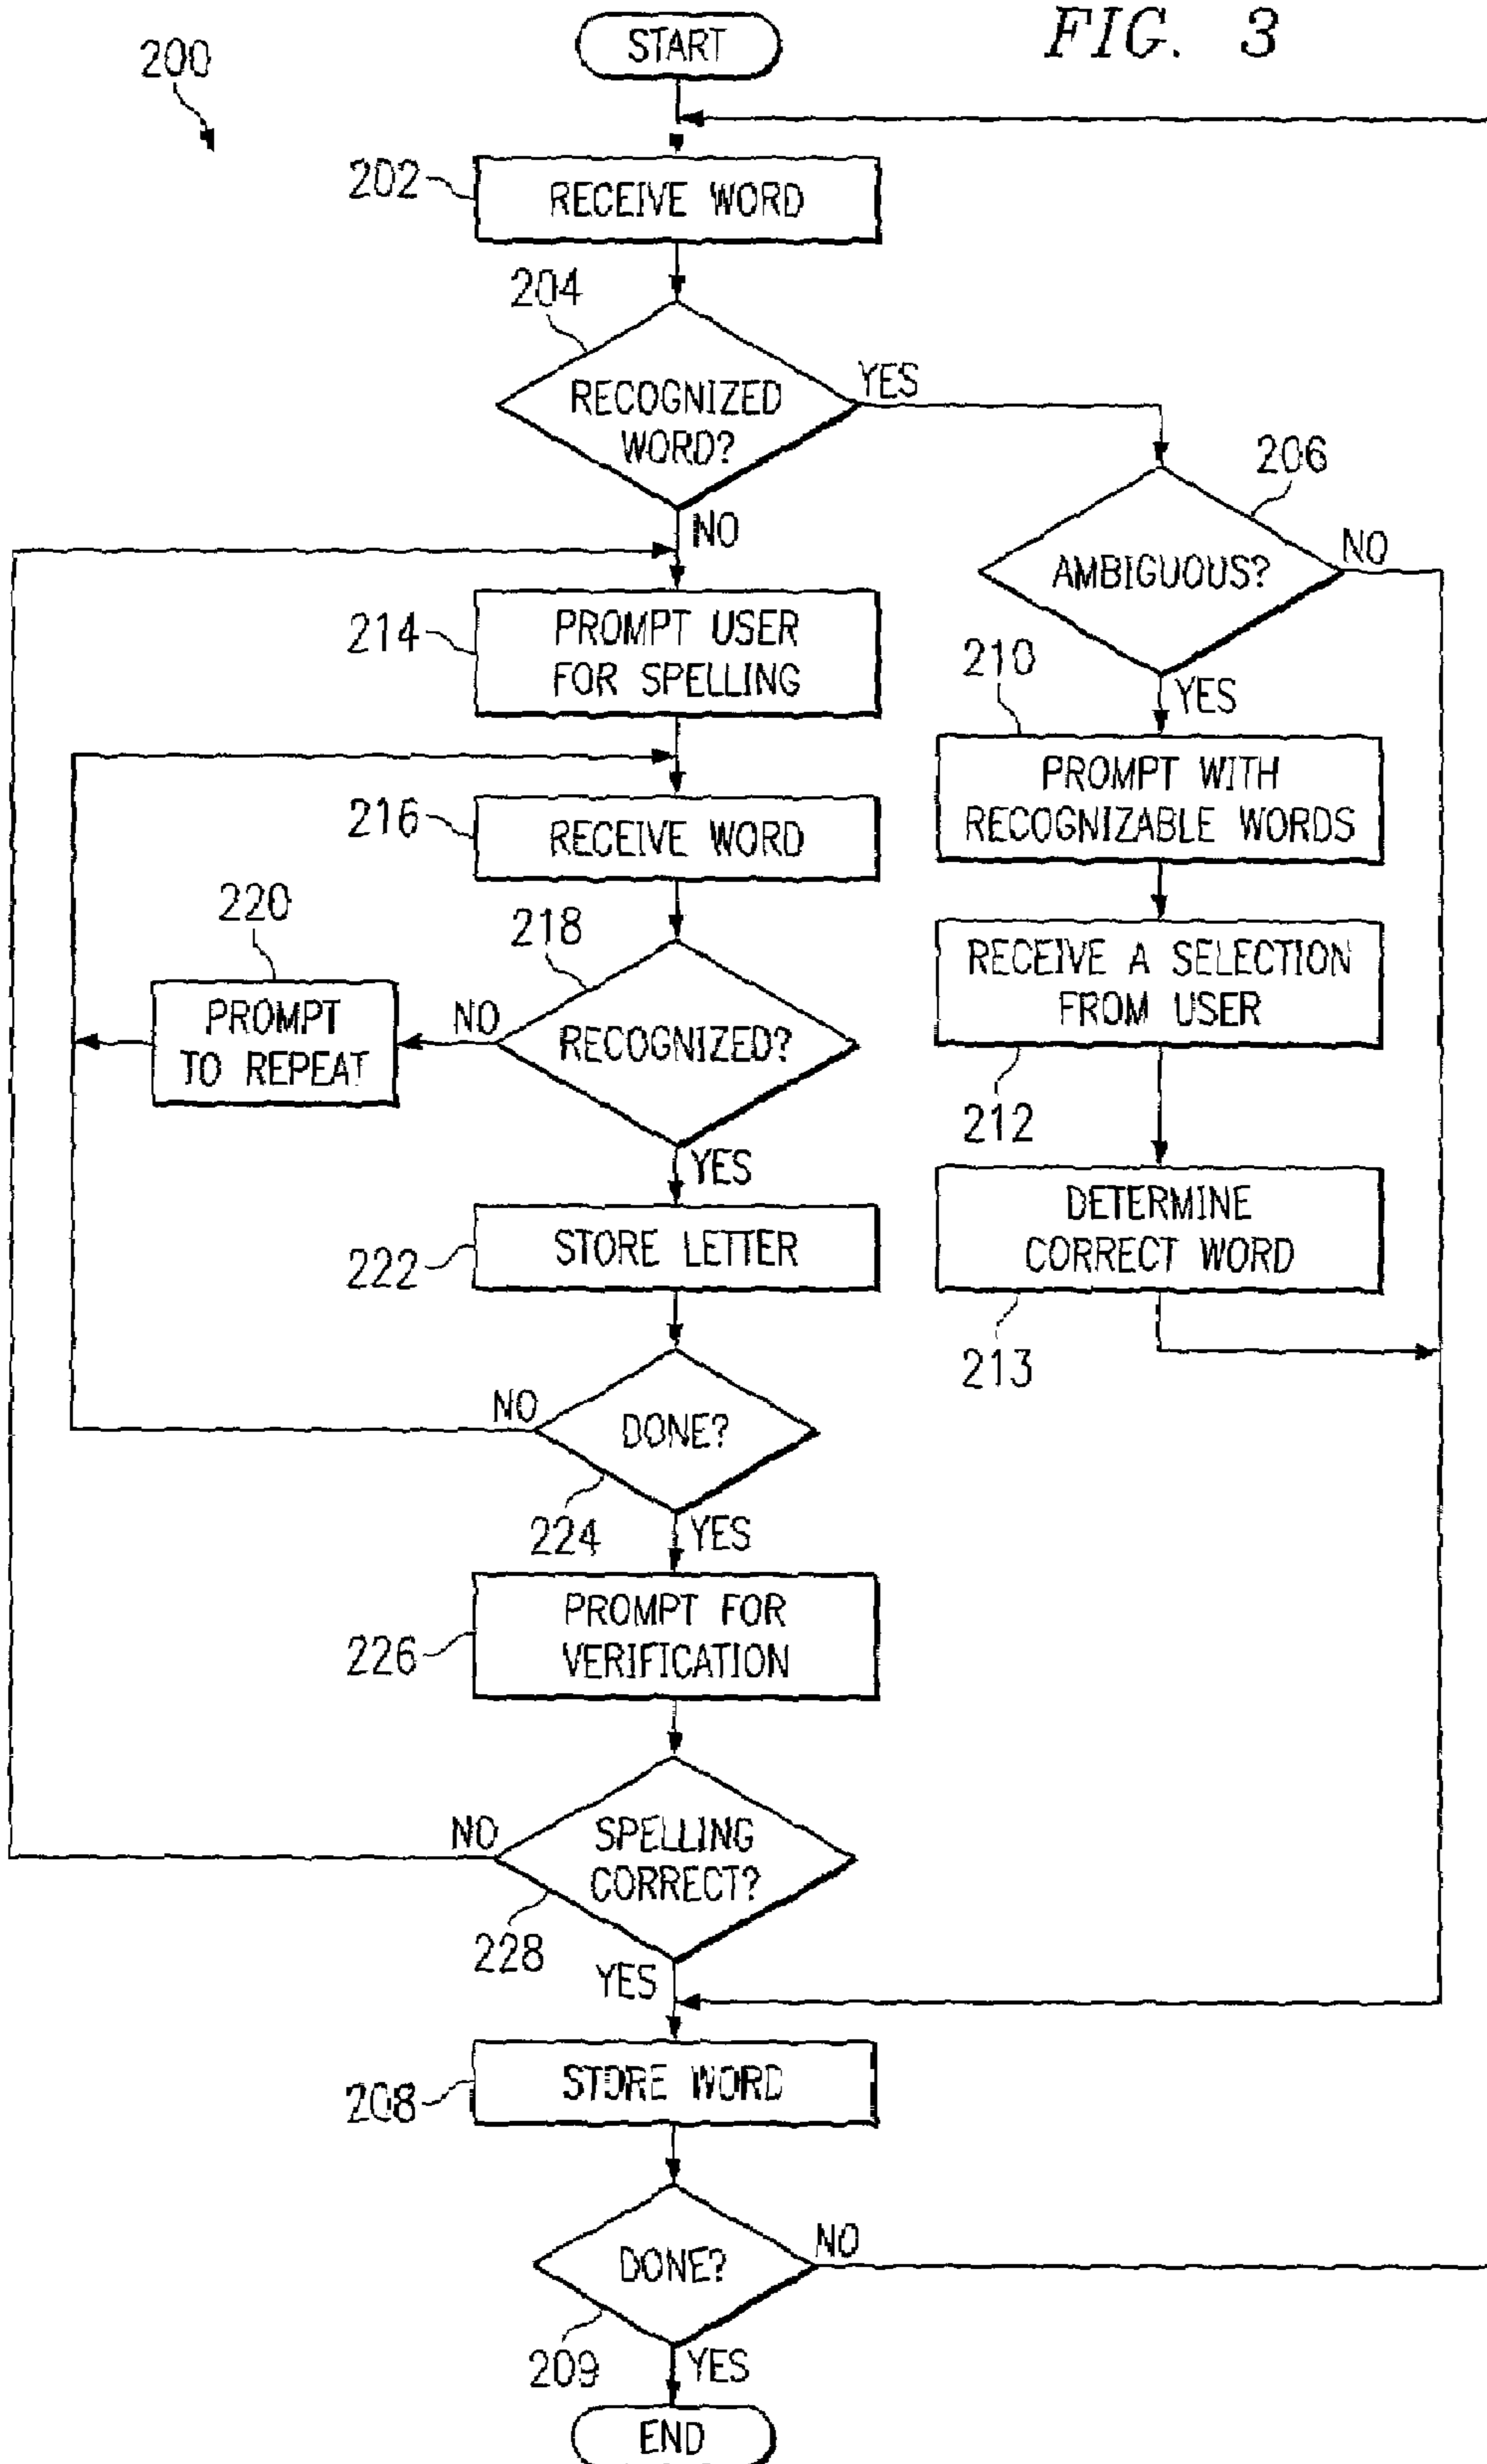 FIG. 3
200
START
202
RECEIVE WORD
204
RECOGNIZED
WORD?
YES
NO
206
AMBIGUOUS?
NO
YES
210
PROMPT WITH
RECOGNIZABLE WORDS
RECEIVE A SELECTION
FROM USER
212
DETERMINE
CORRECT WORD
213
214
PROMPT USER
FOR SPELLING
216
RECEIVE WORD
218
RECOGNIZED?
NO
220
PROMPT
TO REPEAT
YES
222
STORE LETTER
DONE?
NO
224
YES
226
PROMPT FOR
VERIFICATION
SPELLING
CORRECT?
NO
228
YES
208
STORE WORD
DONE?
NO
209
YES
END